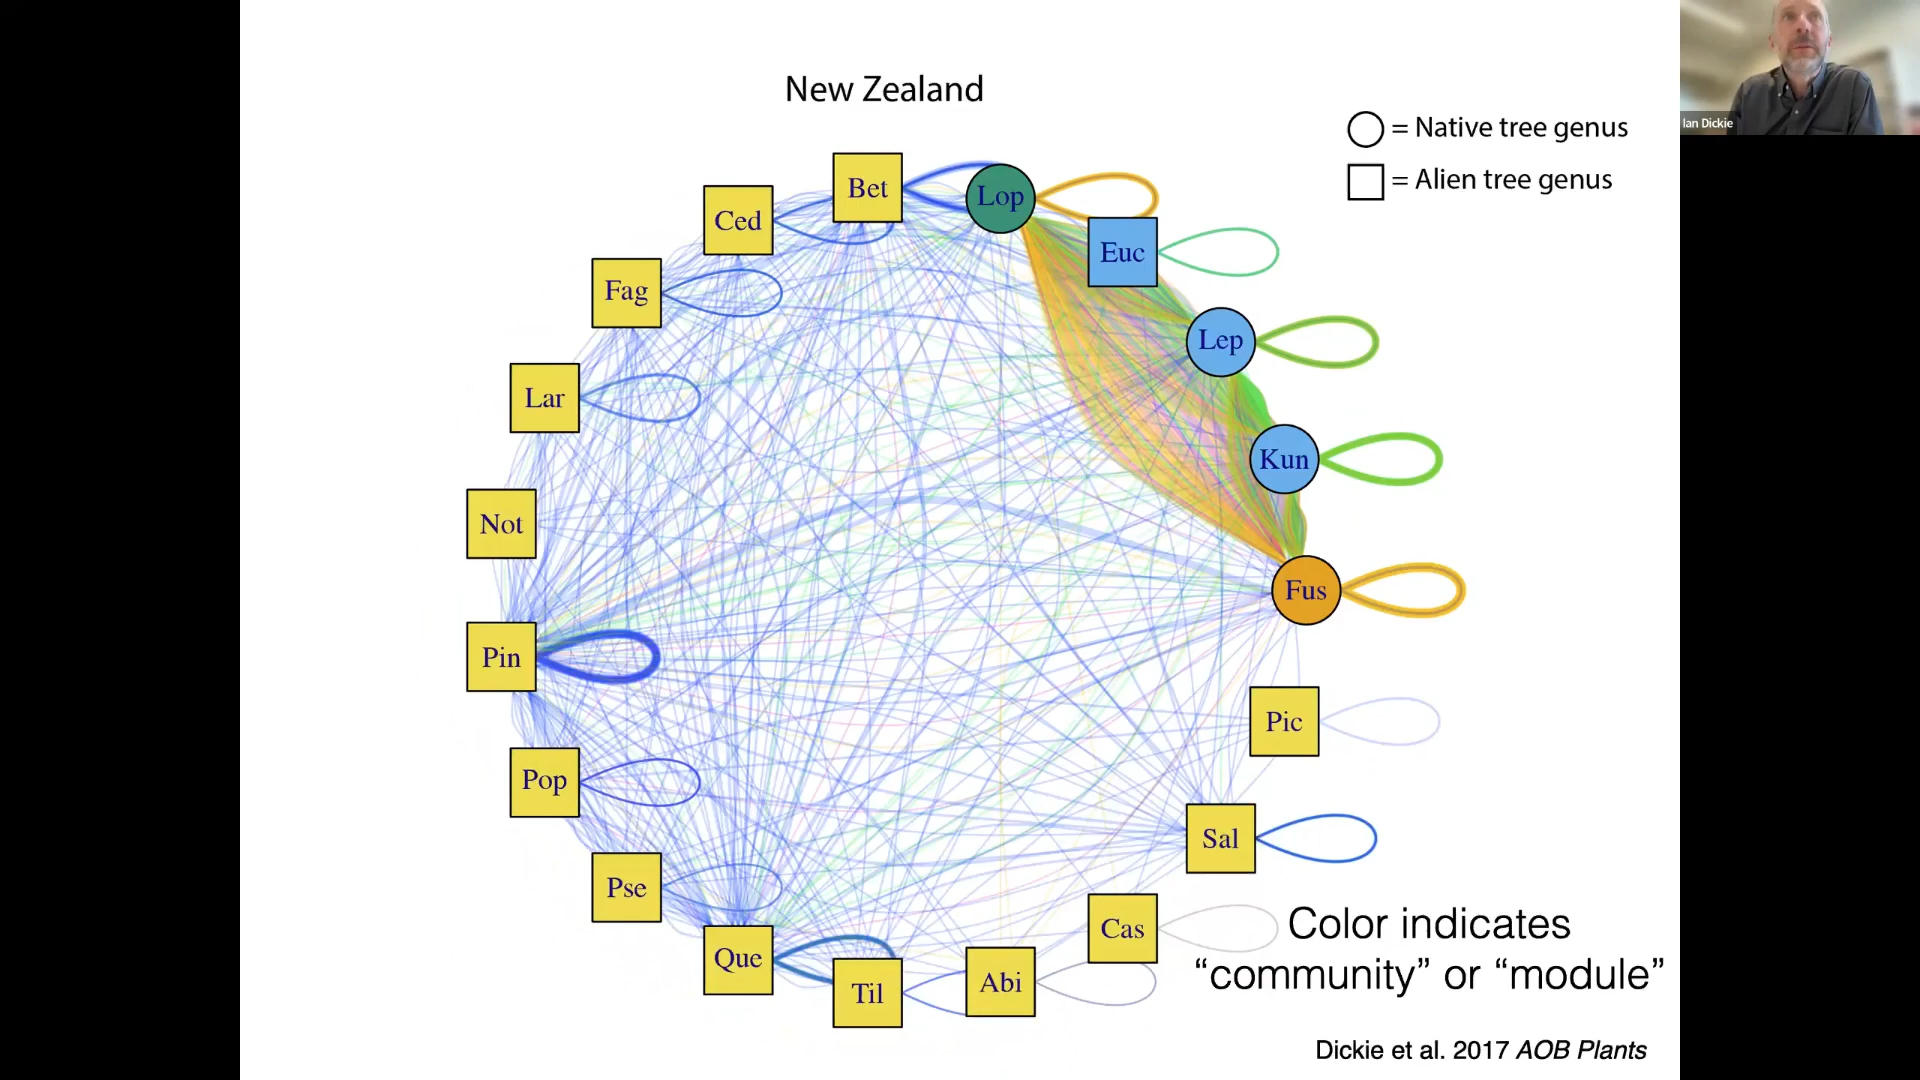 New Zealand
= Native tree genus
= Alien tree genus
Ian Dickie
Bet
Lop
Ced
Euc
Fag
Lep
Lar
Kun
Not
Fus
Pin
Pic
Pop
Sal
Pse
Cas
Que
Til
Abi
Color indicates
“community” or “module”
Dickie et al. 2017 AOB Plants